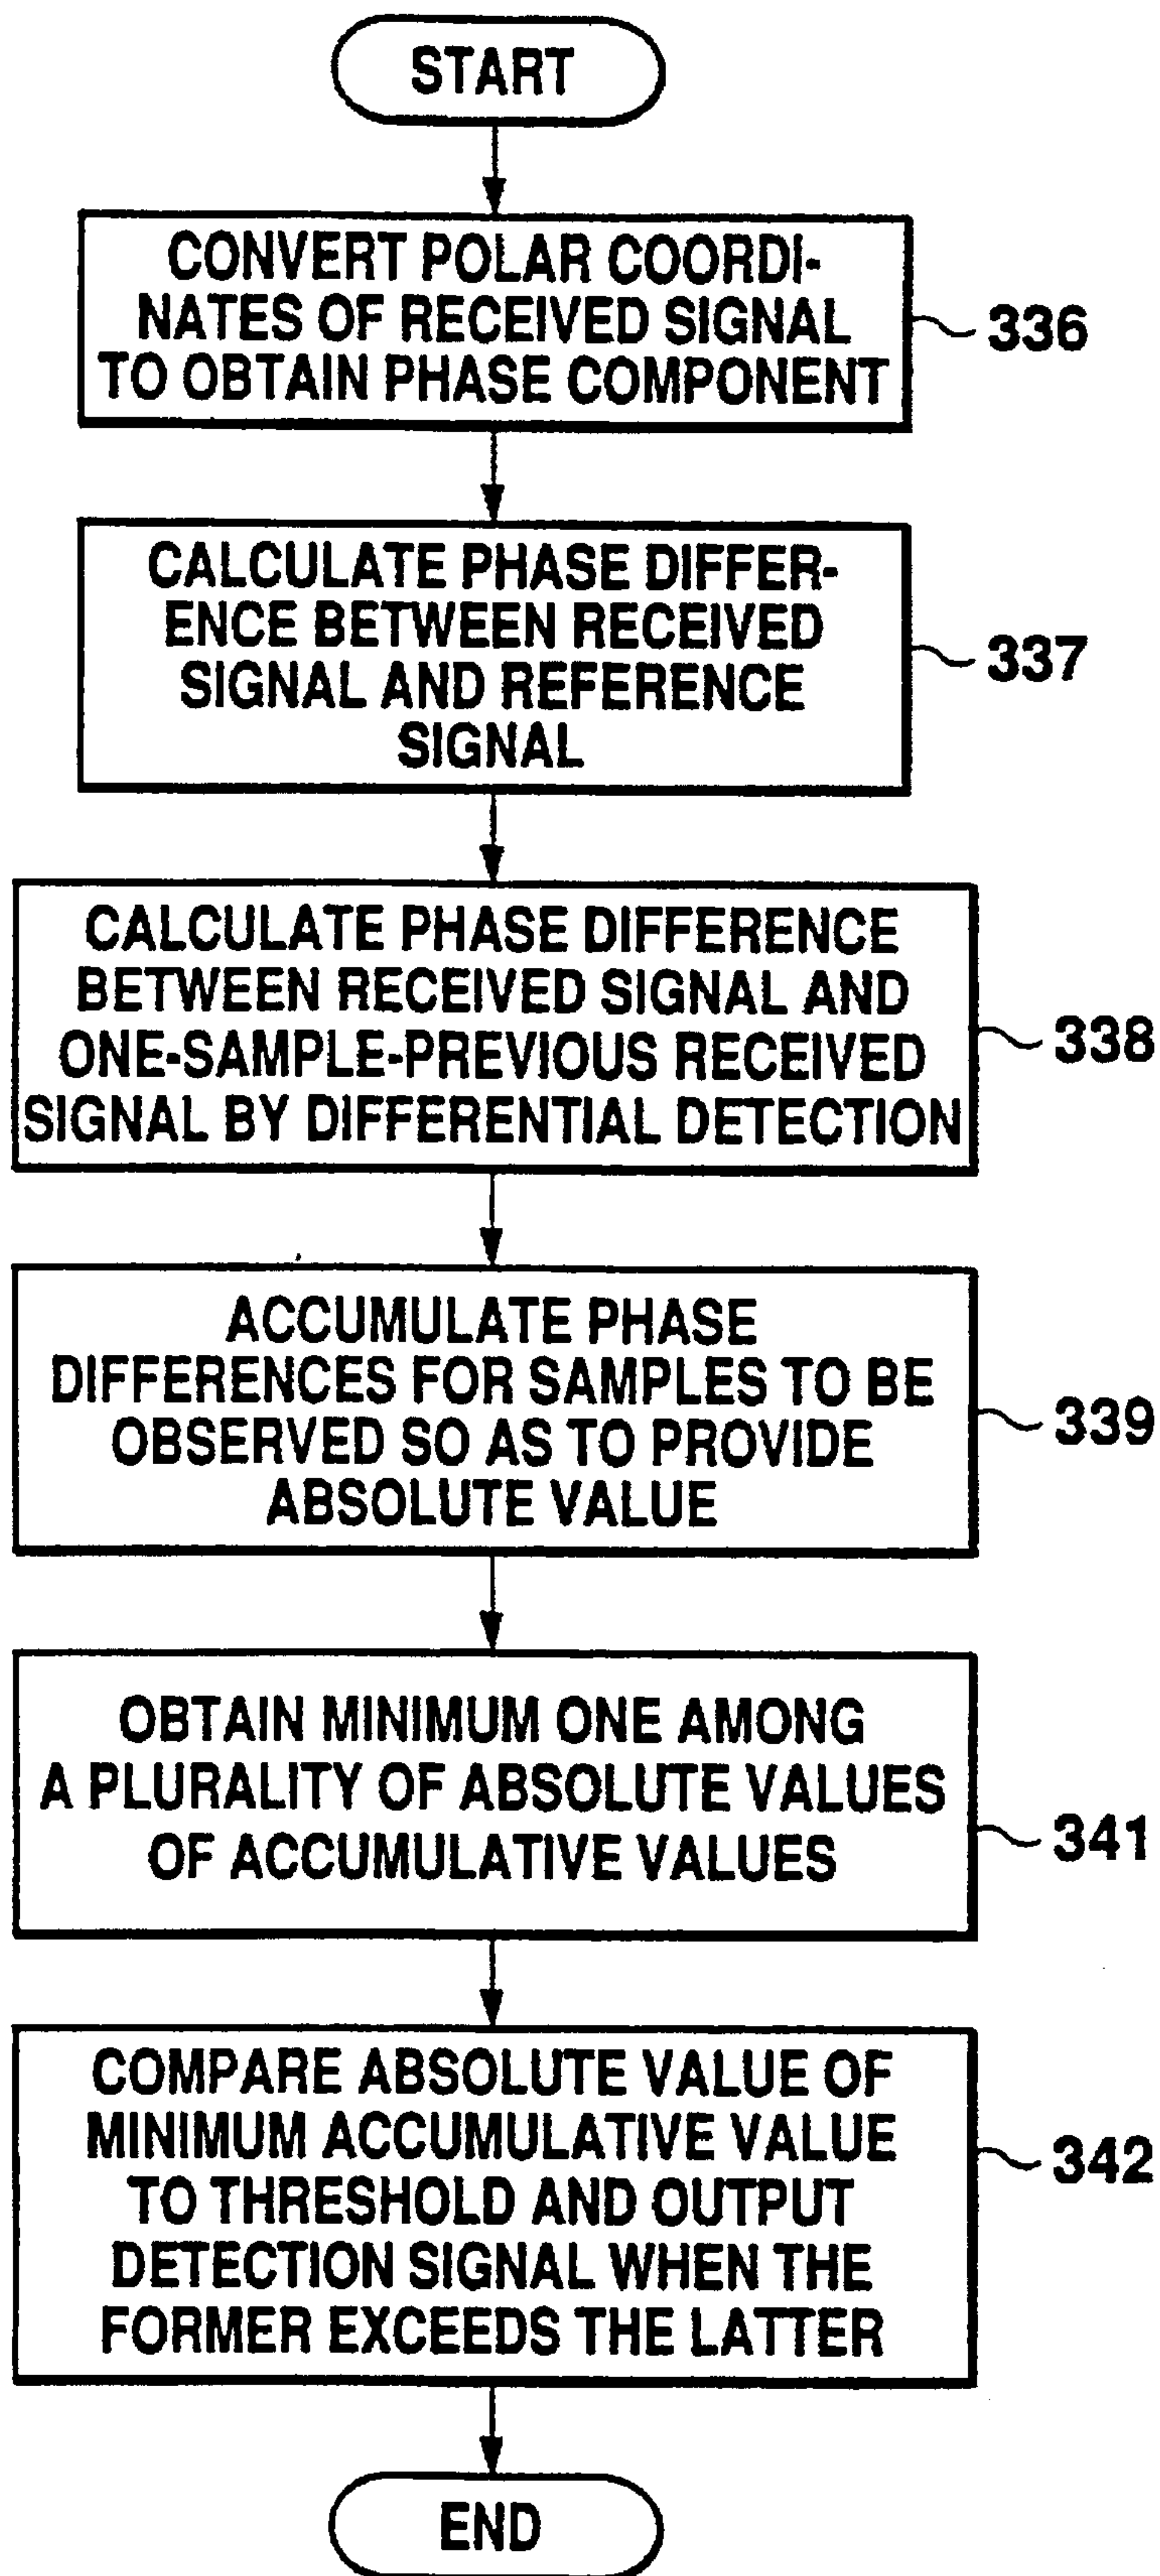 START
CONVERT POLAR COORDI-
NATES OF RECEIVED SIGNAL
TO OBTAIN PHASE COMPONENT
336
CALCULATE PHASE DIFFER-
ENCE BETWEEN RECEIVED
SIGNAL AND REFERENCE
SIGNAL
337
CALCULATE PHASE DIFFERENCE
BETWEEN RECEIVED SIGNAL AND
ONE-SAMPLE-PREVIOUS RECEIVED
SIGNAL BY DIFFERENTIAL DETECTION
338
ACCUMULATE PHASE
DIFFERENCES FOR SAMPLES TO BE
OBSERVED SO AS TO PROVIDE
ABSOLUTE VALUE
339
OBTAIN MINIMUM ONE AMONG
A PLURALITY OF ABSOLUTE VALUES
OF ACCUMULATIVE VALUES
341
COMPARE ABSOLUTE VALUE OF
MINIMUM ACCUMULATIVE VALUE
TO THRESHOLD AND OUTPUT
DETECTION SIGNAL WHEN THE
FORMER EXCEEDS THE LATTER
342
END